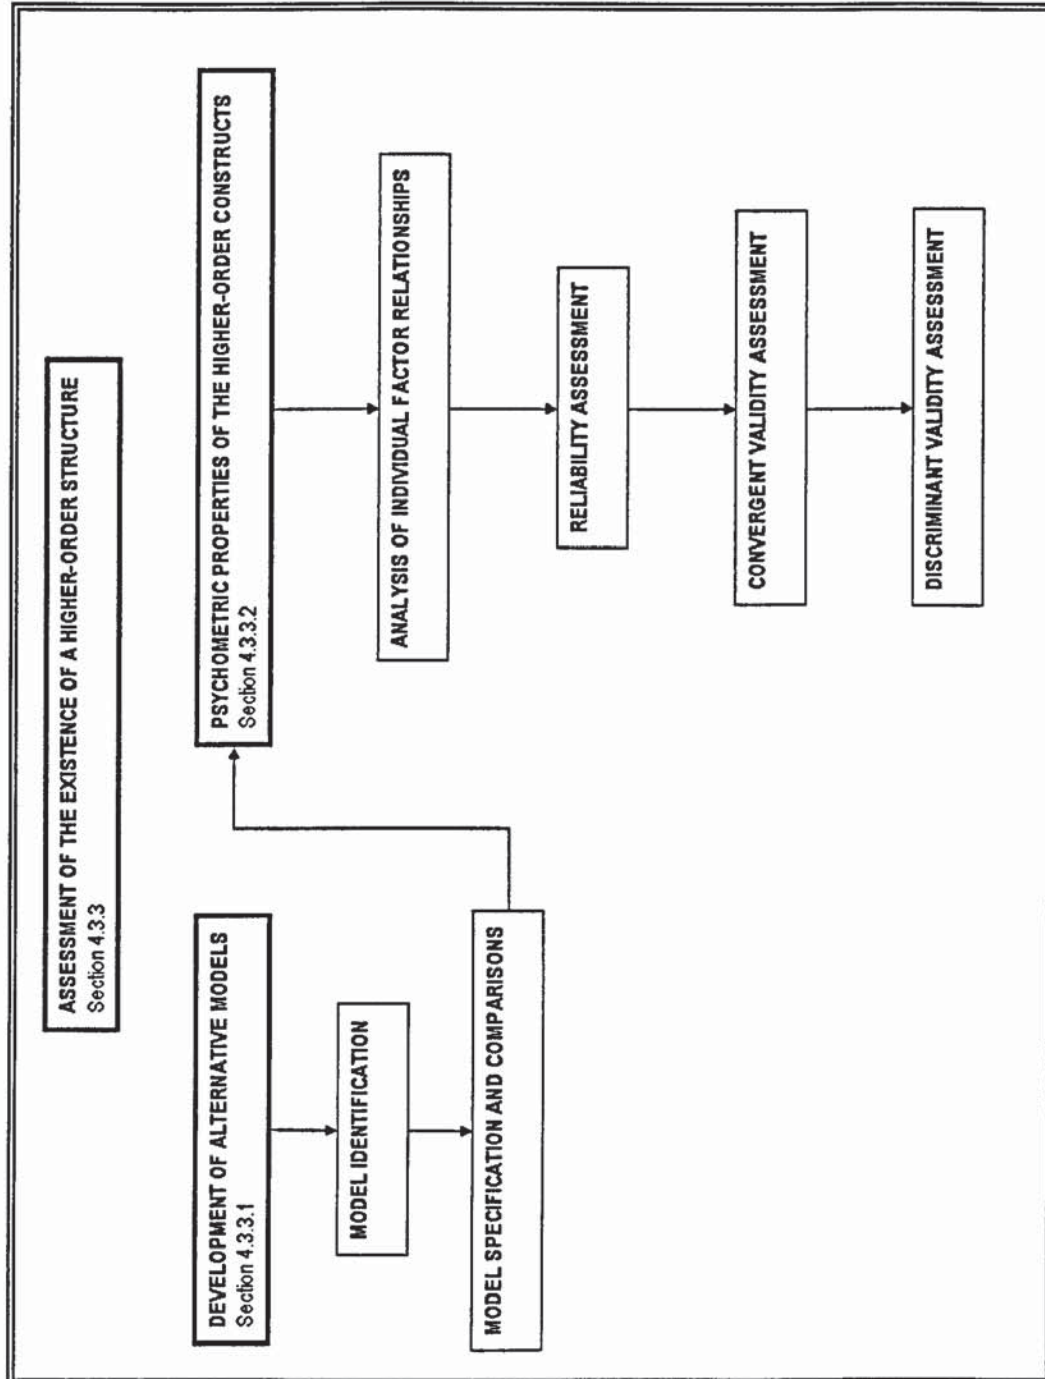 ASSESSMENT OF THE EXISTENCE OF A HIGHER-ORDER STRUCTURE
Section 4.3.3
DEVELOPMENT OF ALTERNATIVE MODELS
Section 4.3.3.1
MODEL IDENTIFICATION
MODEL SPECIFICATION AND COMPARISONS
PSYCHOMETRIC PROPERTIES OF THE HIGHER-ORDER CONSTRUCTS
Section 4.3.3.2
ANALYSIS OF INDIVIDUAL FACTOR RELATIONSHIPS
RELIABILITY ASSESSMENT
CONVERGENT VALIDITY ASSESSMENT
DISCRIMINANT VALIDITY ASSESSMENT